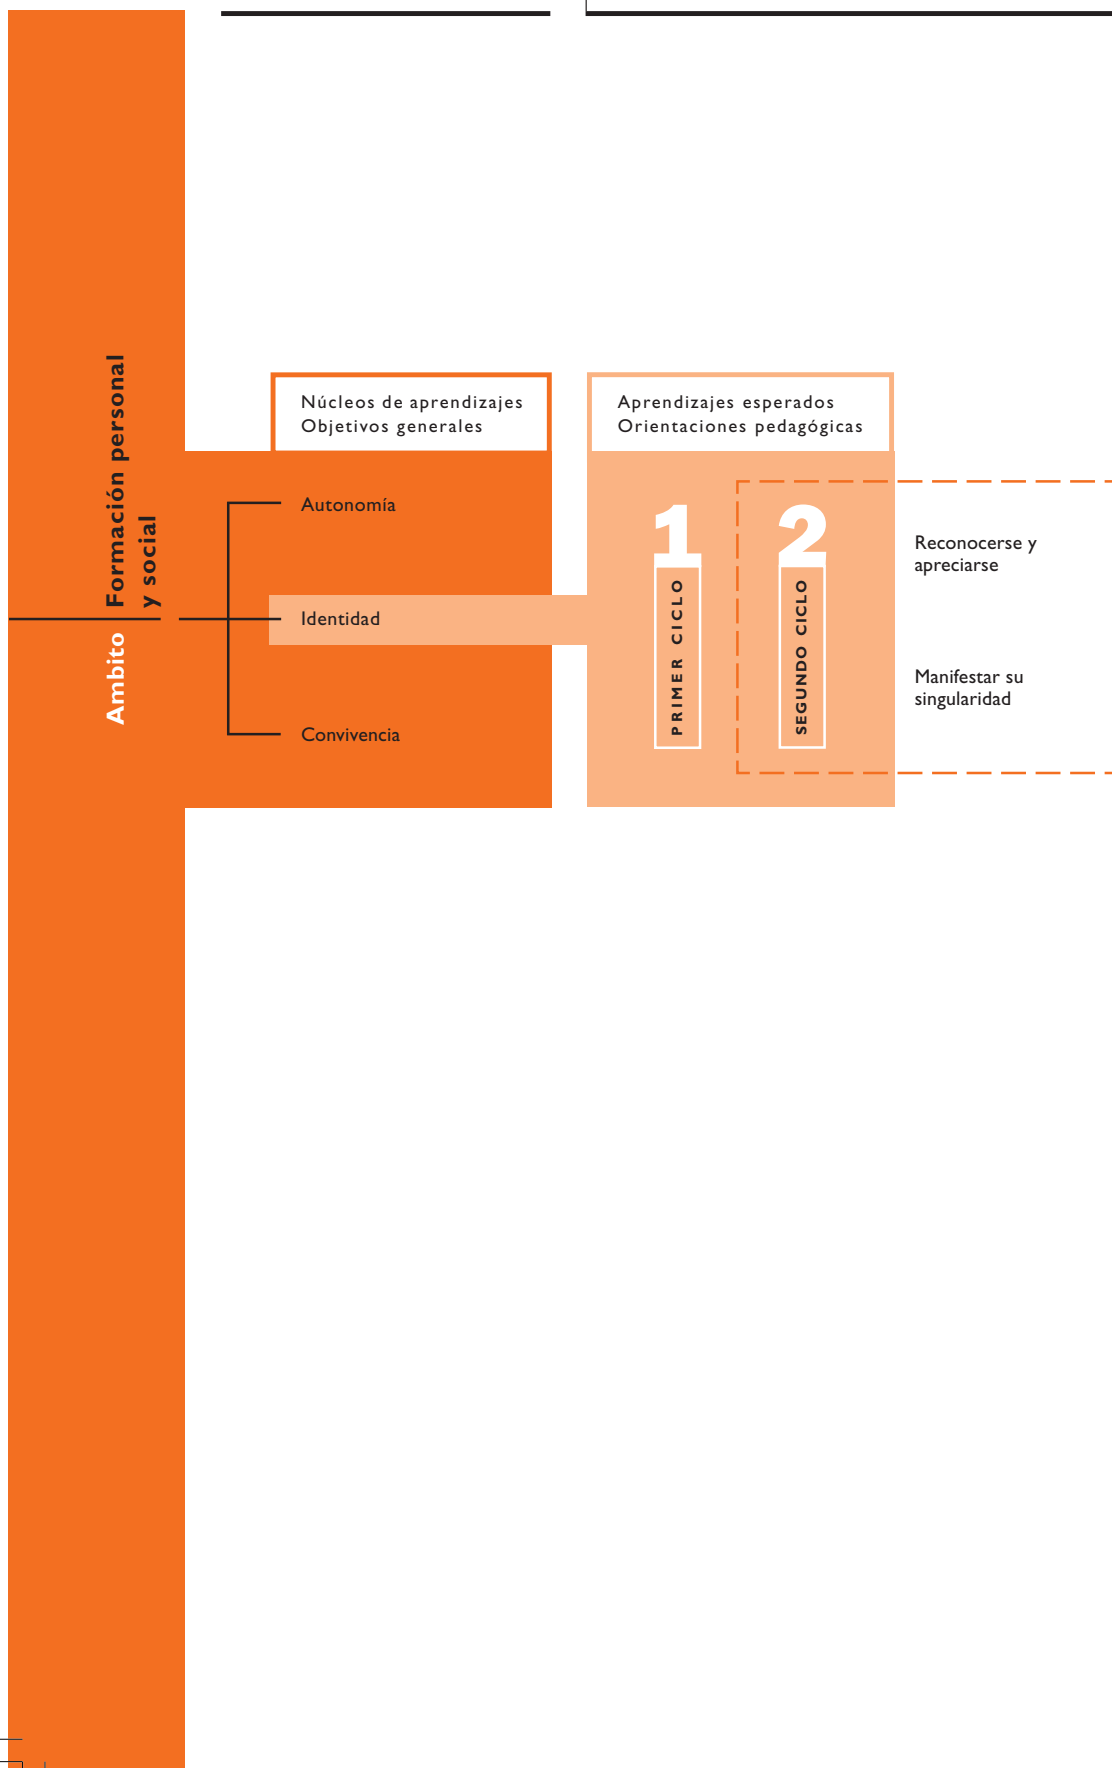 Ambito
Formación personal
y social
Núcleos de aprendizajes
Objetivos generales
Autonomía
Identidad
Convivencia
Aprendizajes esperados
Orientaciones pedagógicas
1
PRIMER CICLO
2
SEGUNDO CICLO
Reconocerse y
apreciarse
Manifestar su
singularidad